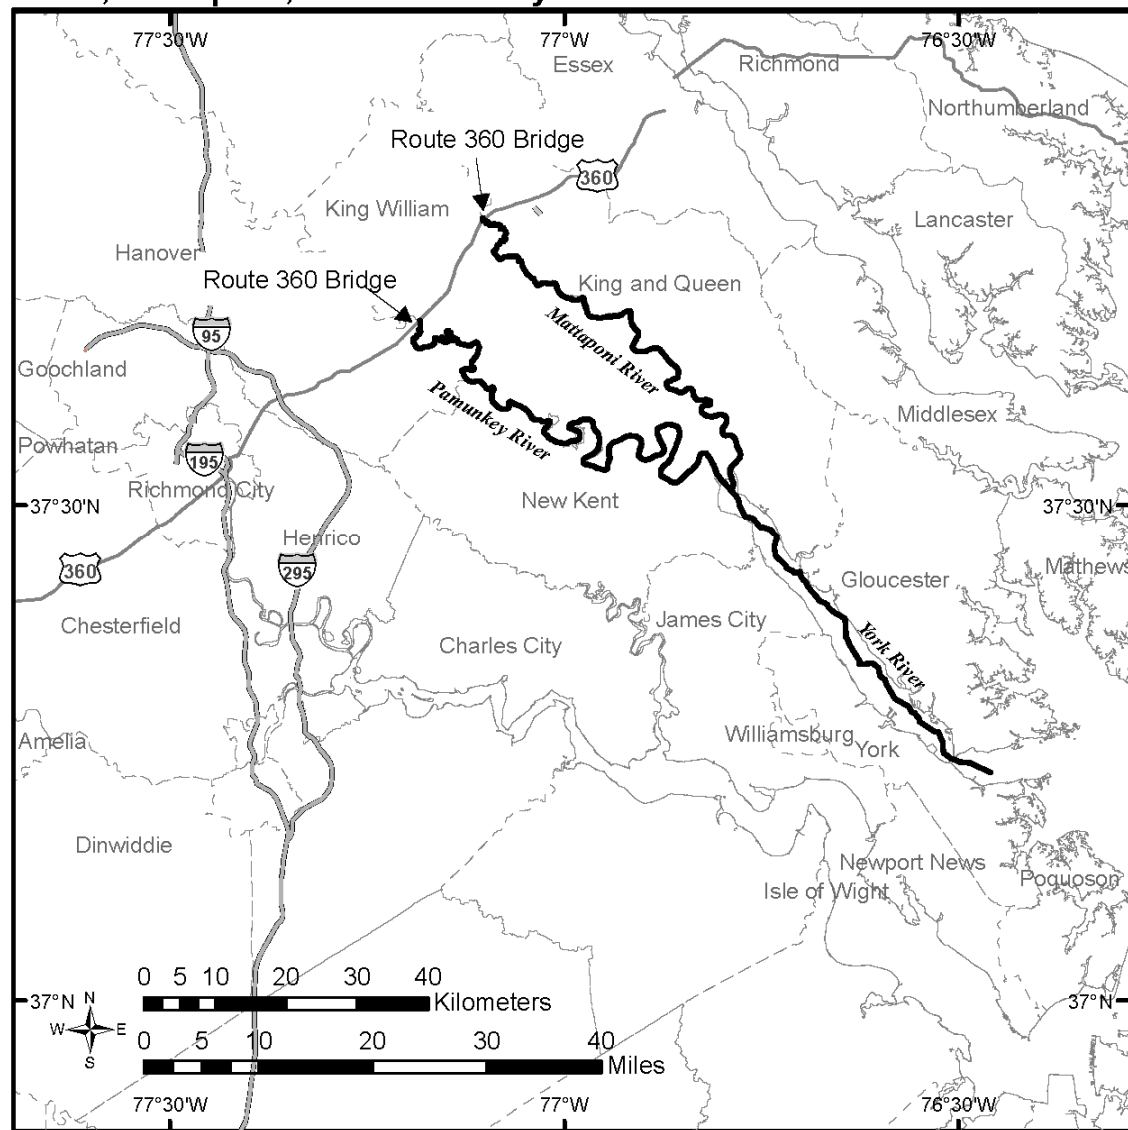 77°30'W
77°W
76°30'W
Essex
Richmond
Northumberland
Route 360 Bridge
360
King William
Lancaster
Hanover
Route 360 Bridge
King and Queen
95
Mattaponi River
Goochland
Pamunkey River
Middlesex
Powhatan
195
Richmond City
New Kent
37°30'N
37°30'N
Henrico
360
295
Gloucester
Mathews
Chesterfield
James City
Charles City
York River
Amelia
Williamsburg
York
Dinwiddie
Newport News
Poquoson
Isle of Wight
0 5 10 20 30 40
Kilometers
37°N
37°N
N
W
E
S
0 5 10 20 30 40
Miles
77°30'W
77°W
76°30'W